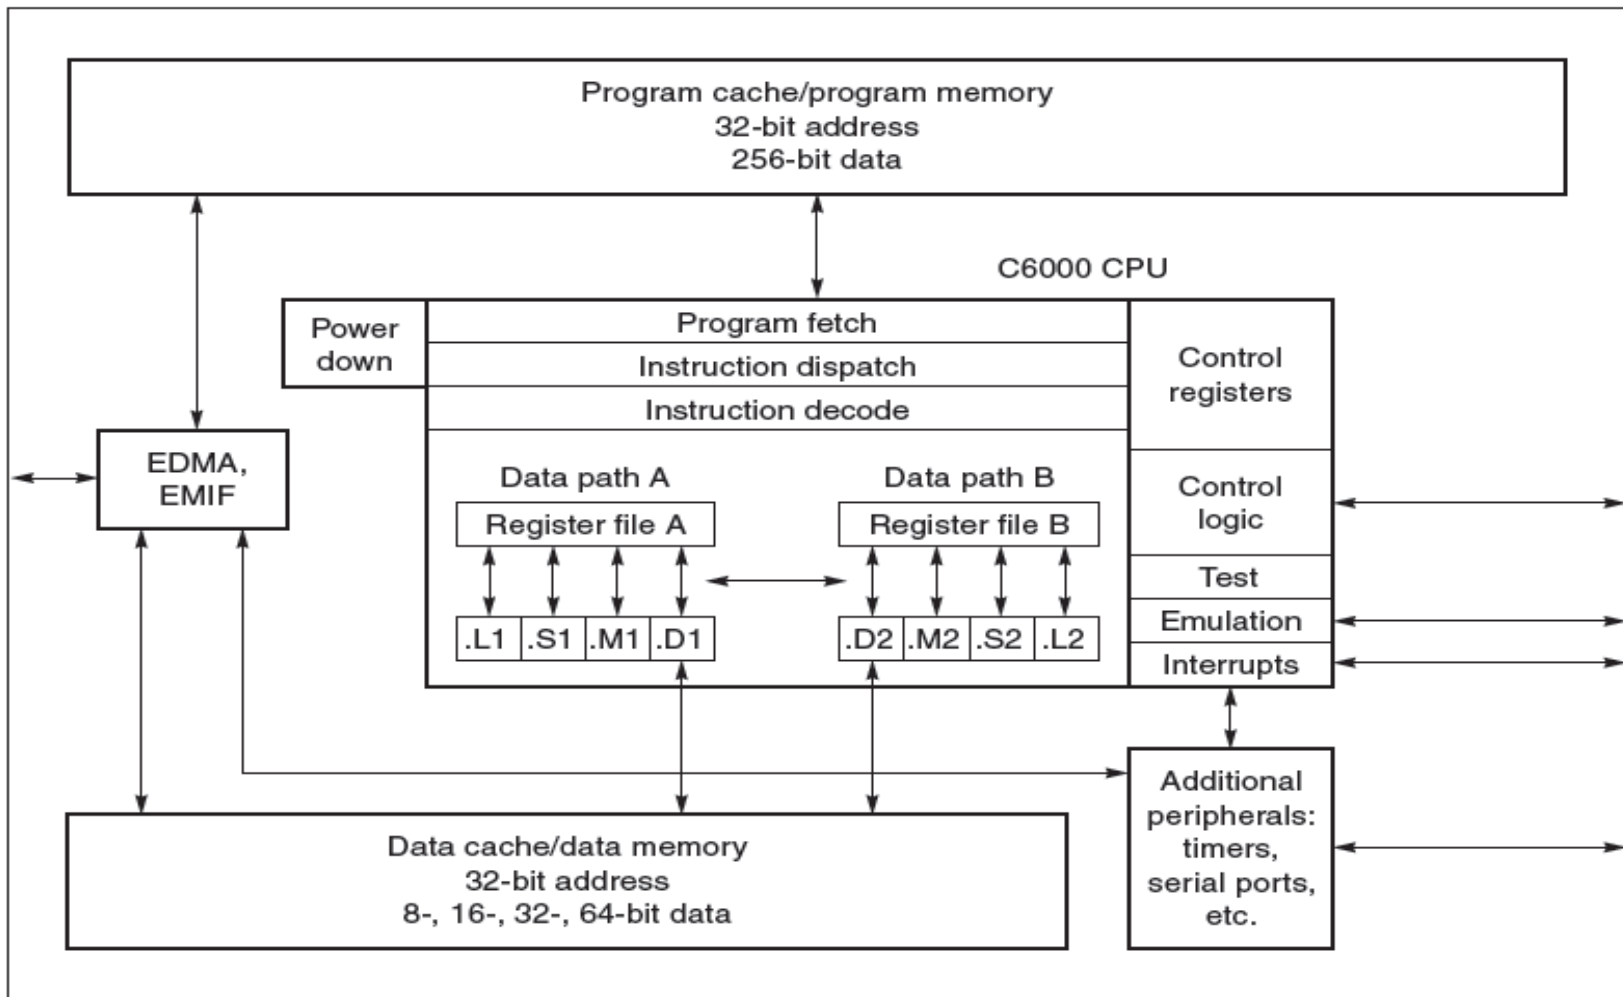 Program cache/program memory
32-bit address
256-bit data
C6000 CPU
Power
down
Program fetch
Instruction dispatch
Instruction decode
Control
registers
EDMA,
EMIF
Data path A
Data path B
Register file A
Register file B
Control
logic
Test
Emulation
Interrupts
.L1 .S1 .M1 .D1
.D2 .M2 .S2 .L2
Data cache/data memory
32-bit address
8-, 16-, 32-, 64-bit data
Additional
peripherals:
timers,
serial ports,
etc.